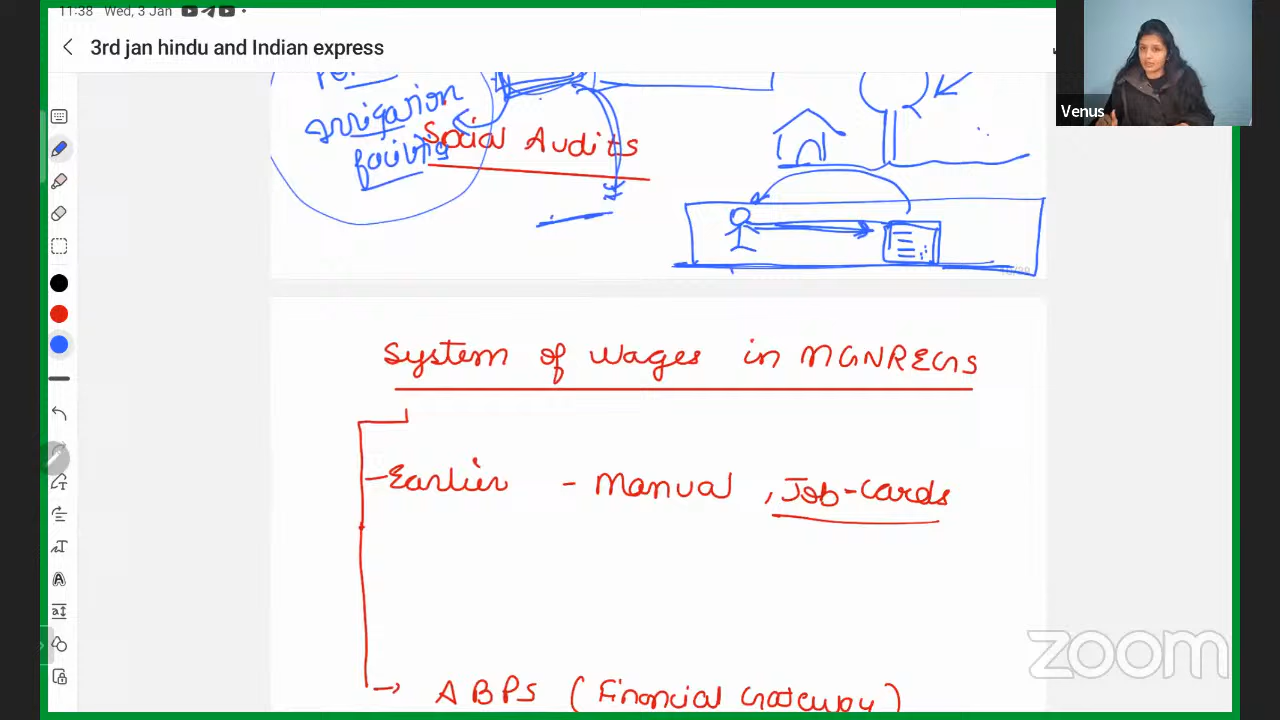 11:38 Wed, 3 Jan
3rd jan hindu and Indian express
Venus
irrigation
facilities
Social Audits
System of wages in MGNREGS
Earlier - Manual, Job-Cards
→ ABPS (Financial Gateway)
zoom